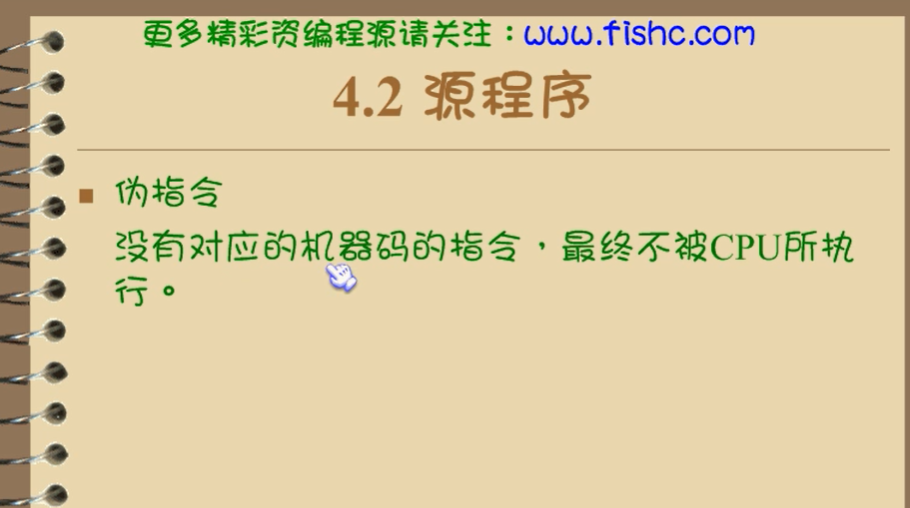 更多精彩资编程源请关注：www.fishc.com
4.2 源程序
伪指令
没有对应的机器码的指令，最终不被CPU所执
行。